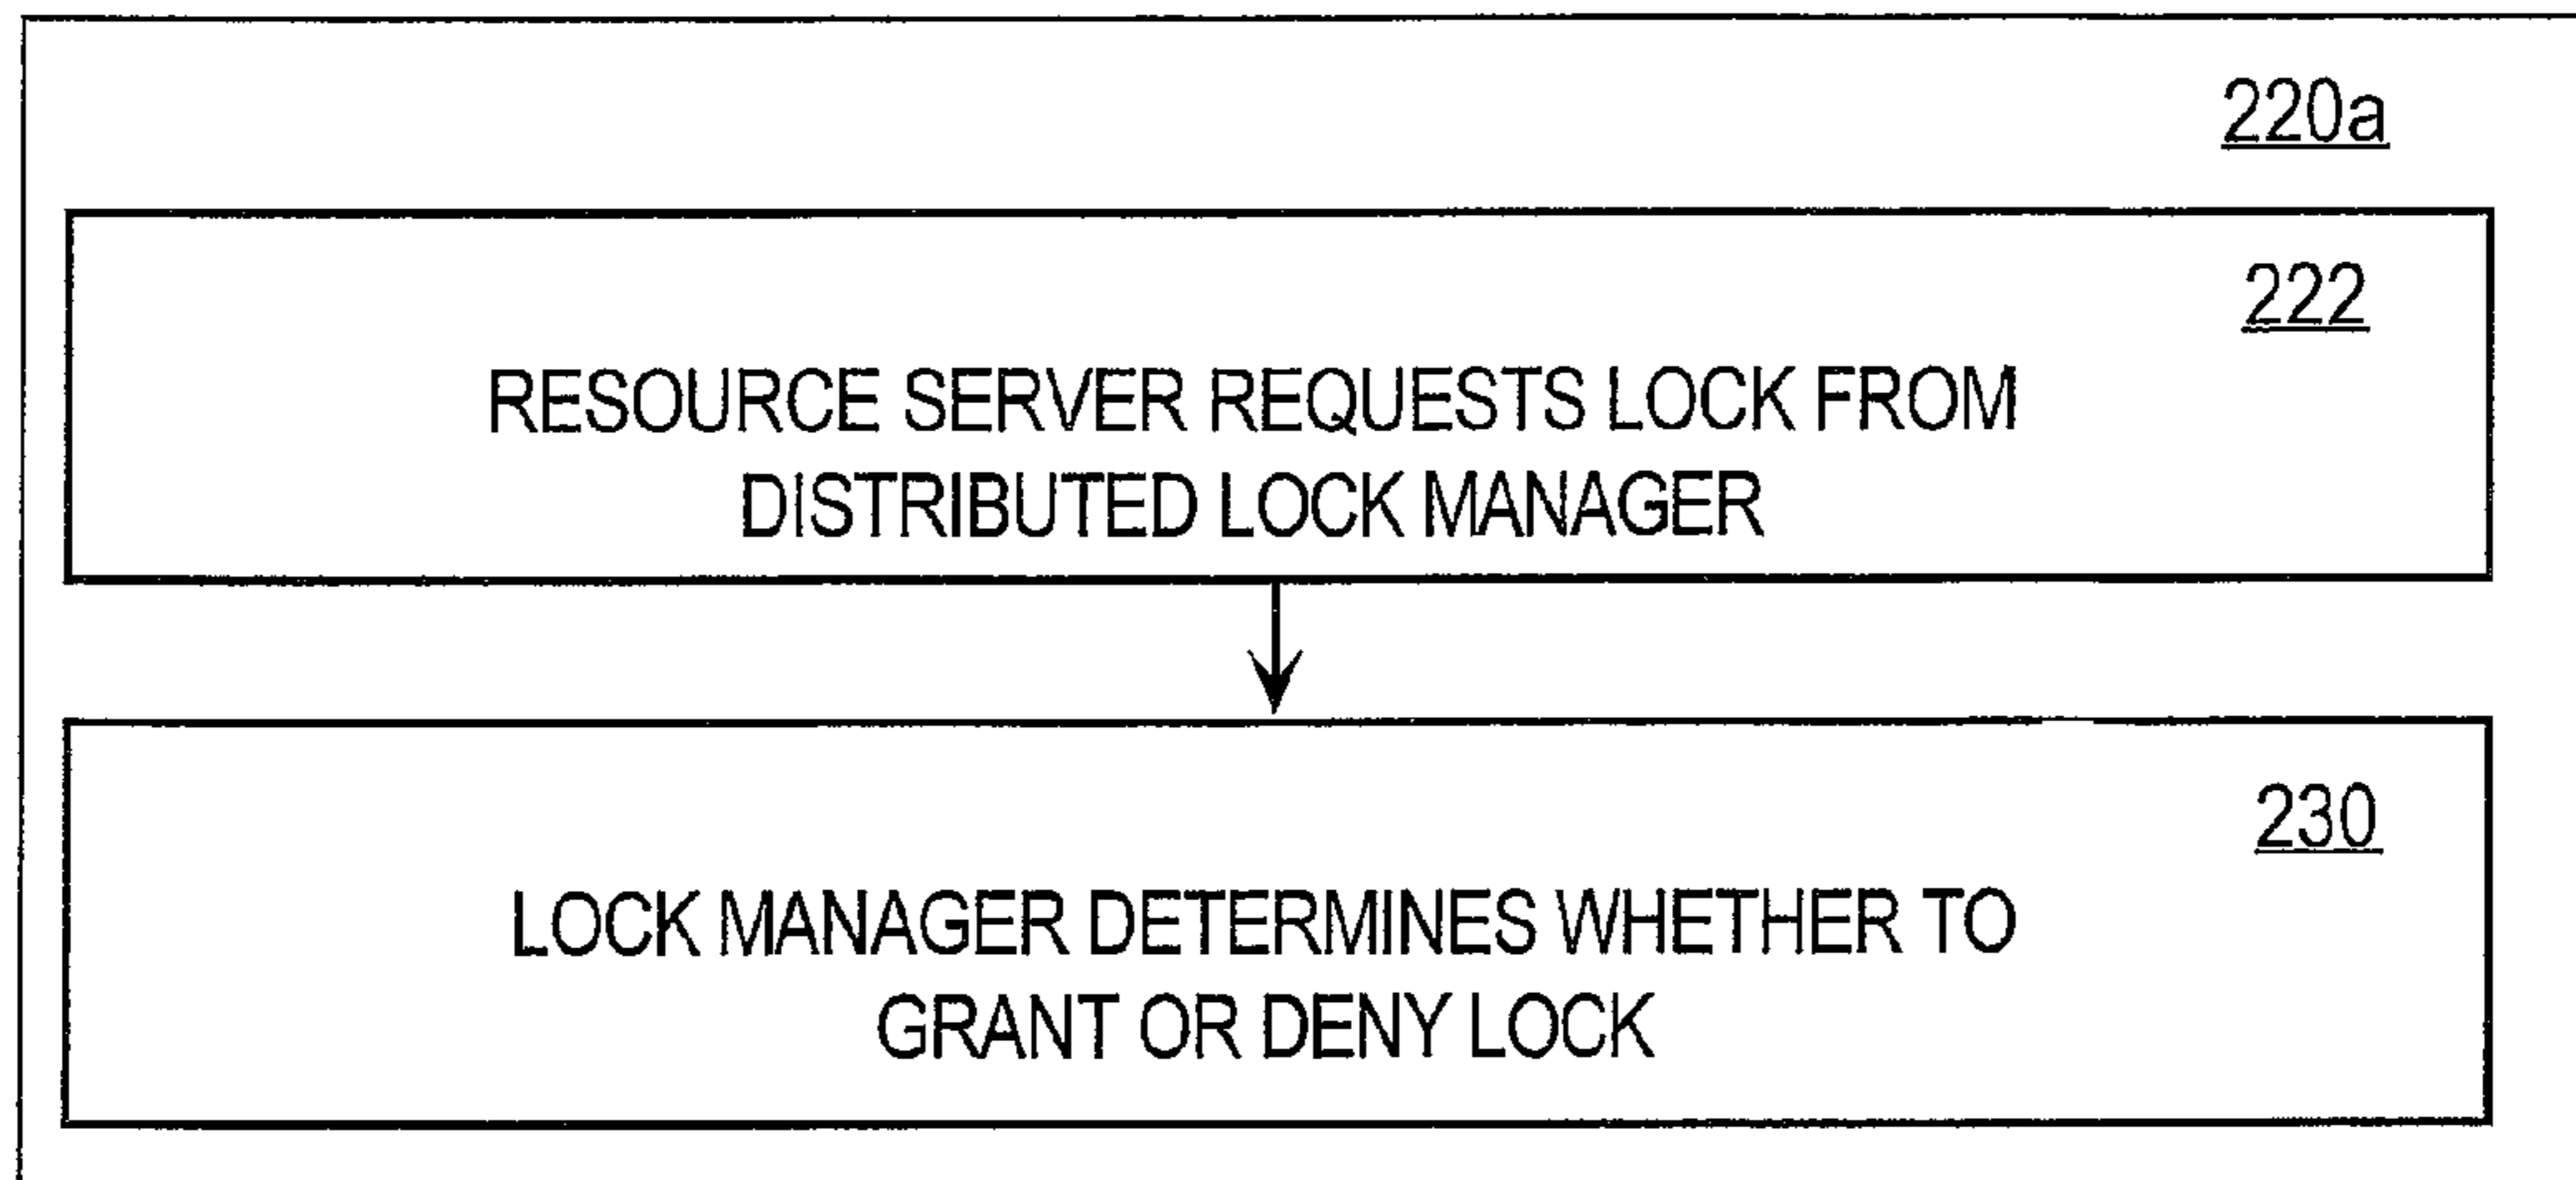 220a
222
RESOURCE SERVER REQUESTS LOCK FROM
DISTRIBUTED LOCK MANAGER
230
LOCK MANAGER DETERMINES WHETHER TO
GRANT OR DENY LOCK